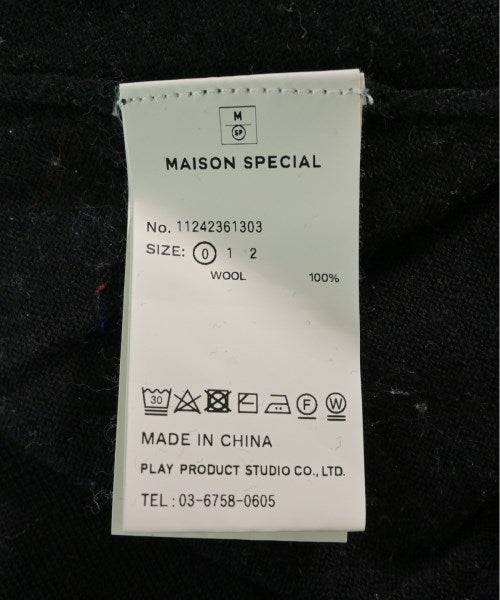 M
SP
MAISON SPECIAL
No. 11242361303
SIZE: 0 1 2
WOOL 100%
30 F W
MADE IN CHINA
PLAY PRODUCT STUDIO CO., LTD.
TEL : 03-6758-0605